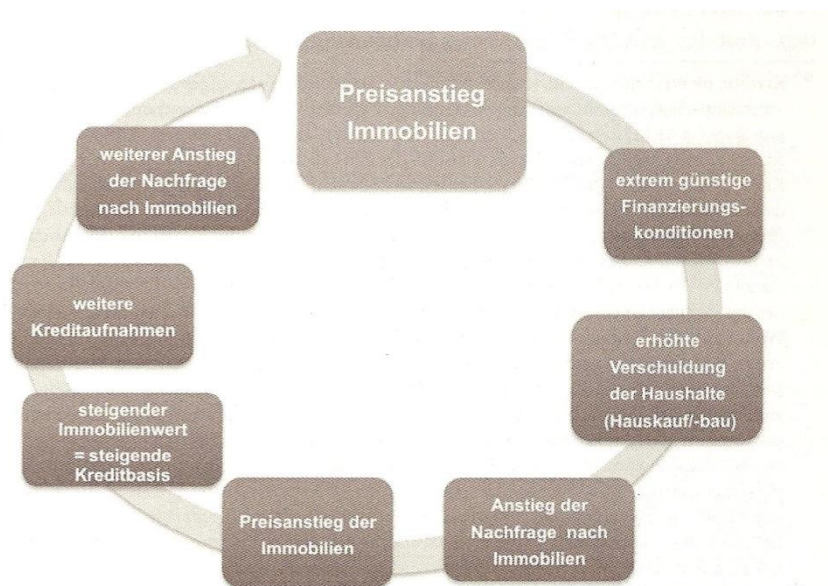 Preisanstieg
Immobilien
extrem günstige
Finanzierungs-
konditionen
erhöhte
Verschuldung
der Haushalte
(Hauskauf/-bau)
Anstieg der
Nachfrage nach
Immobilien
Preisanstieg der
Immobilien
steigender
Immobilienwert
= steigende
Kreditbasis
weitere
Kreditaufnahmen
weiterer Anstieg
der Nachfrage
nach Immobilien